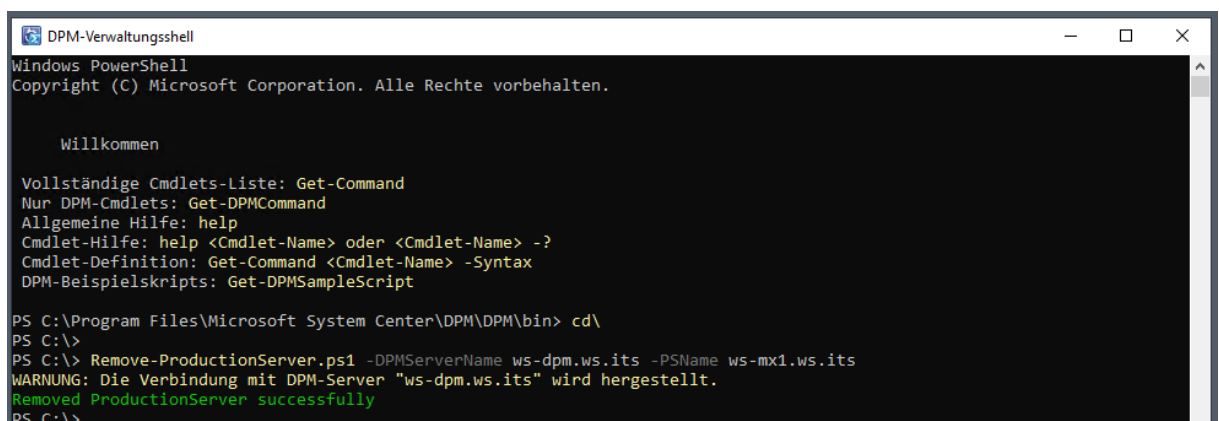 DPM-Verwaltungsshell
Windows PowerShell
Copyright (C) Microsoft Corporation. Alle Rechte vorbehalten.
Willkommen
Vollständige Cmdlets-Liste: Get-Command
Nur DPM-Cmdlets: Get-DPMCommand
Allgemeine Hilfe: help
Cmdlet-Hilfe: help <Cmdlet-Name> oder <Cmdlet-Name> -?
Cmdlet-Definition: Get-Command <Cmdlet-Name> -Syntax
DPM-Beispielskripts: Get-DPMSampleScript
PS C:\Program Files\Microsoft System Center\DPM\DPM\bin> cd\
PS C:\>
PS C:\> Remove-ProductionServer.ps1 -DPMServerName ws-dpm.ws.its -PSName ws-mx1.ws.its
WARNUNG: Die Verbindung mit DPM-Server "ws-dpm.ws.its" wird hergestellt.
Removed ProductionServer successfully
PS C:\>